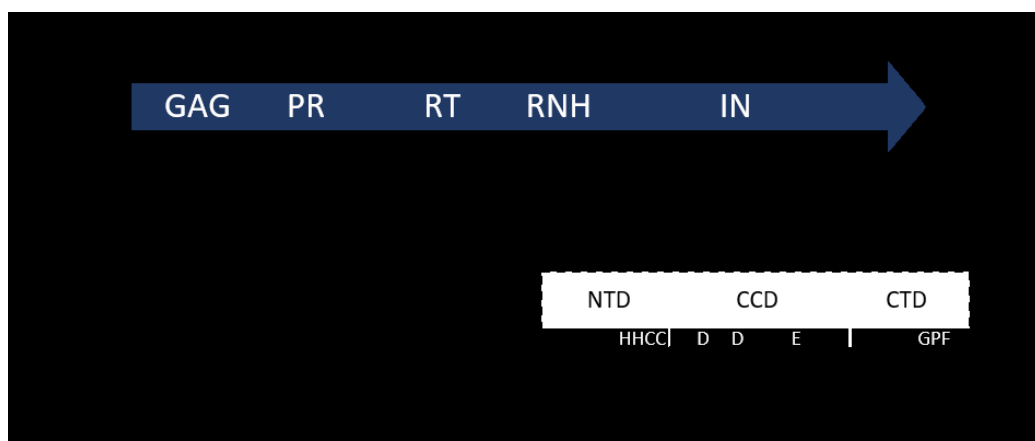 GAG PR RT RNH IN
NTD CCD CTD
HHCC D D E GPF